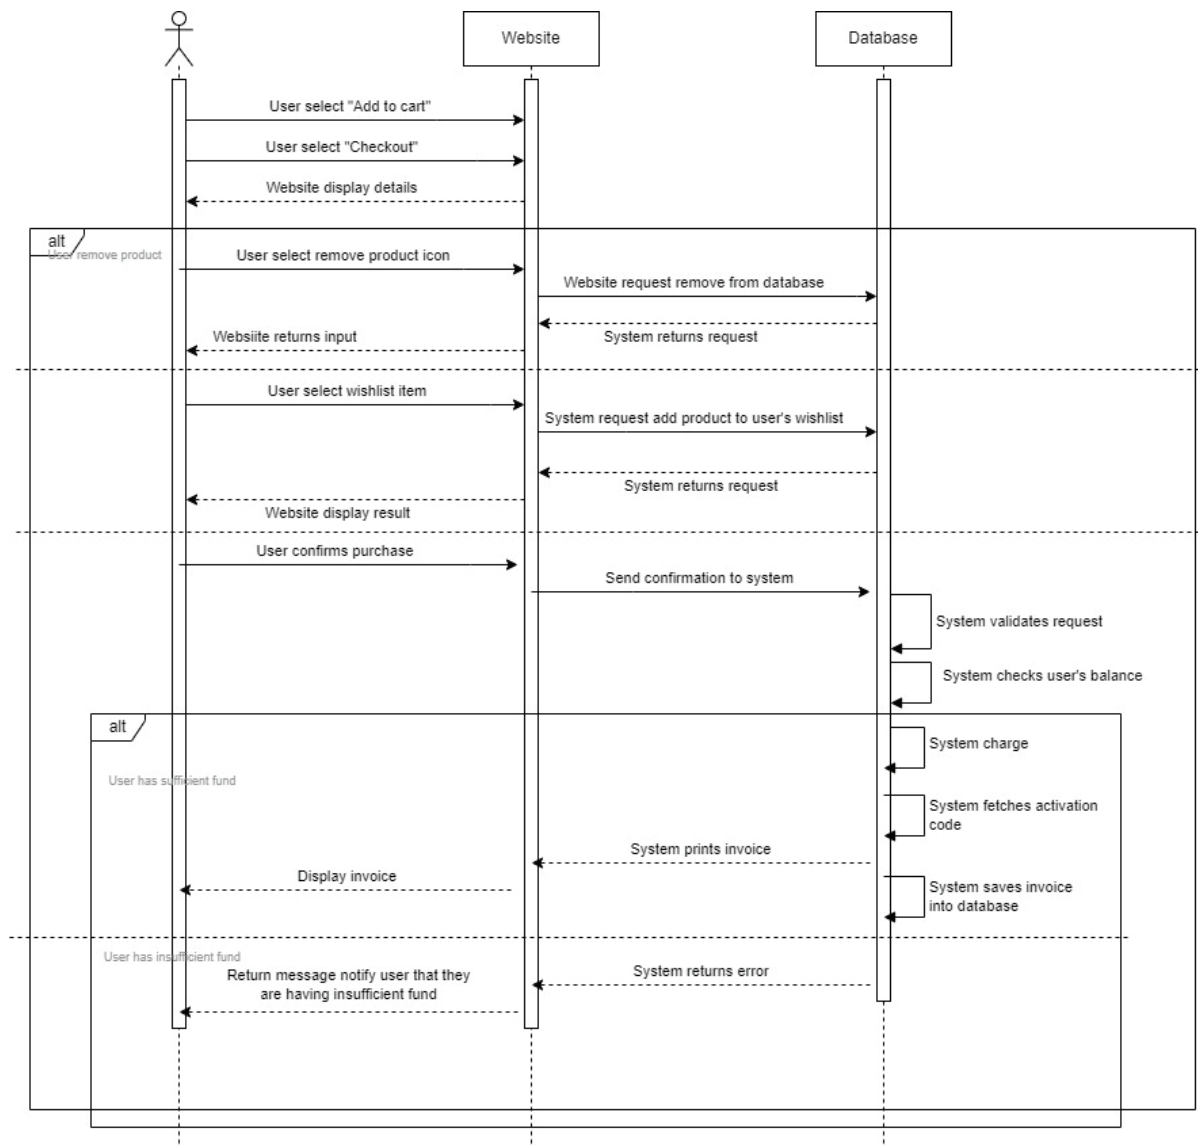 Website
Database
User select "Add to cart"
User select "Checkout"
Website display details
alt
User remove product
User select remove product icon
Website request remove from database
System returns request
Websiite returns input
User select wishlist item
System request add product to user's wishlist
System returns request
Website display result
User confirms purchase
Send confirmation to system
System validates request
System checks user's balance
alt
System charge
User has sufficient fund
System fetches activation
code
System prints invoice
Display invoice
System saves invoice
into database
User has insufficient fund
System returns error
Return message notify user that they
are having insufficient fund